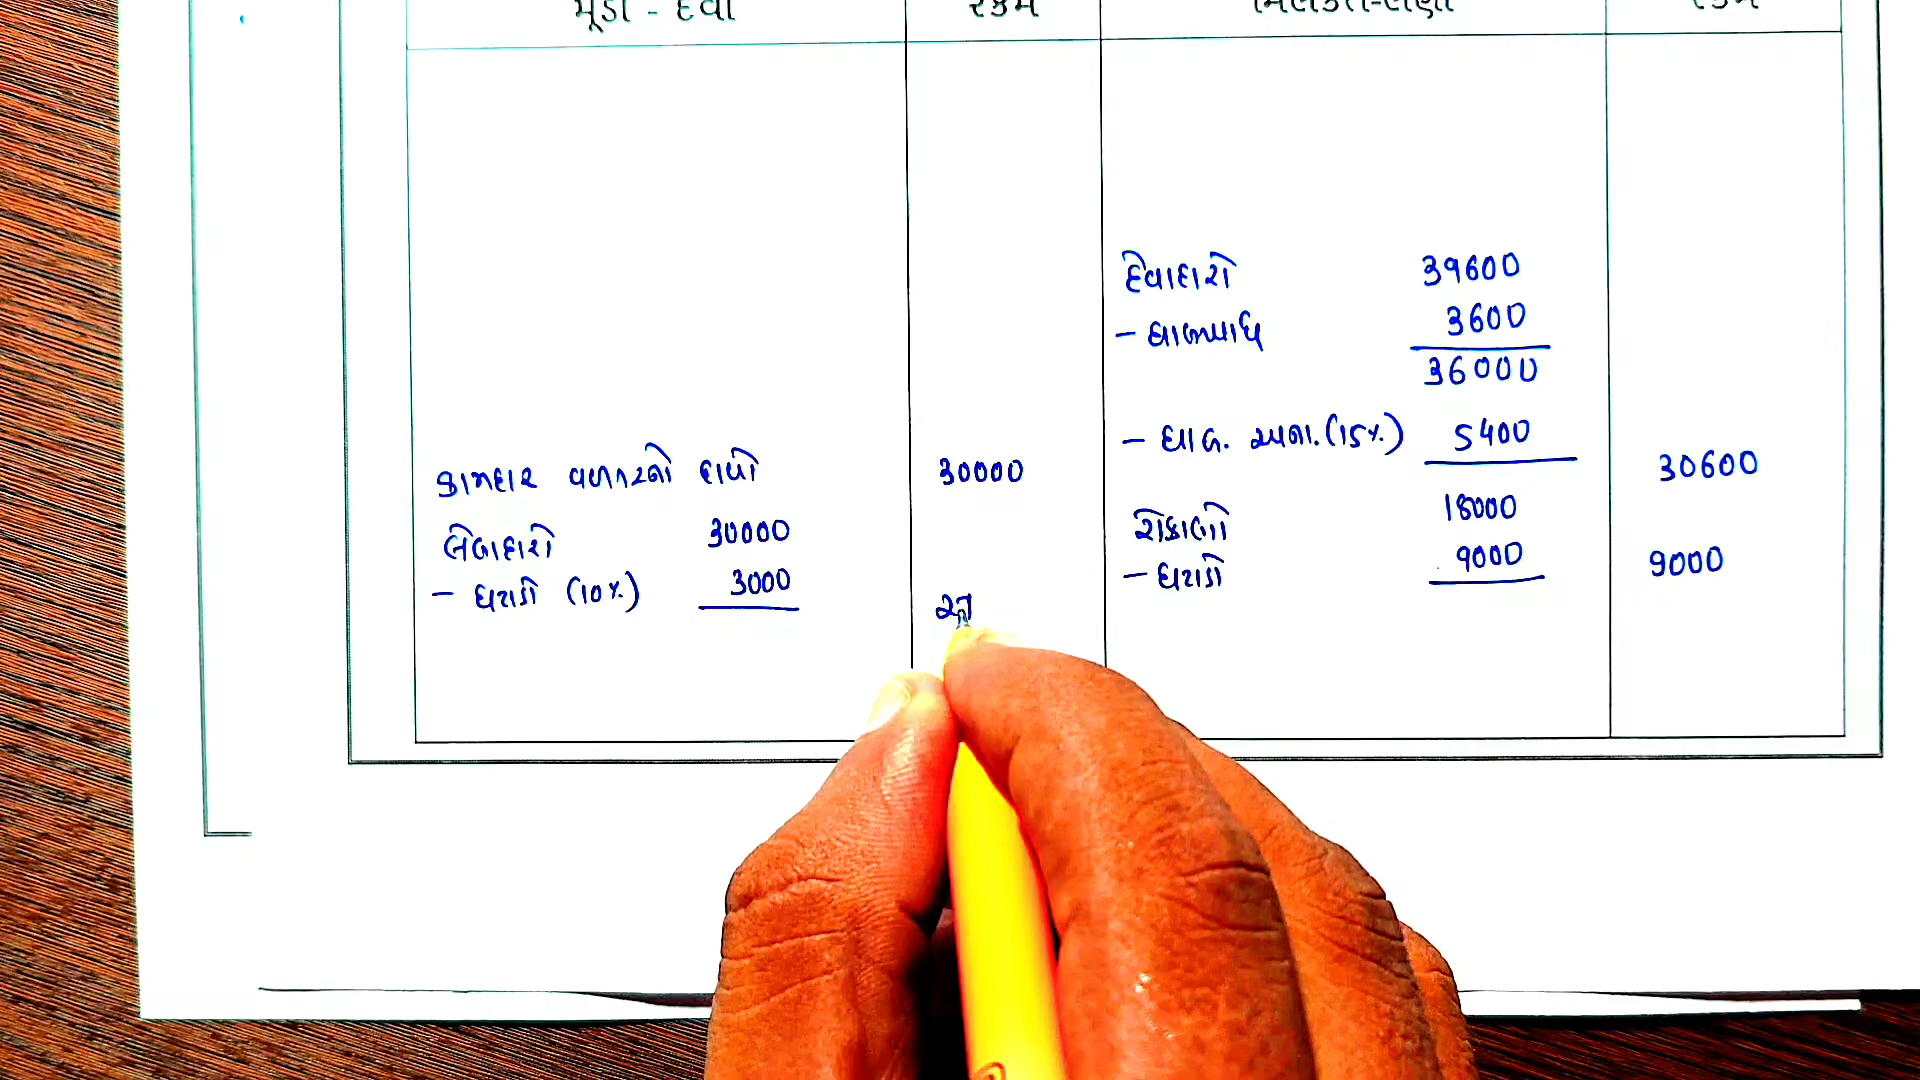 મૂડી - દેવાં રકમ મિલકત-લેણાં રકમ
દેવાદારો 39600
- ઘાલખાધ 3600
36000
- ઘા.અ. અના. (15%) 5400 30600
કામદાર વળતરનો દાવો 30000
રોકાણો 18000
- ઘટાડો 9000 9000
લેણદારો 30000
- ઘટાડો (10%) 3000